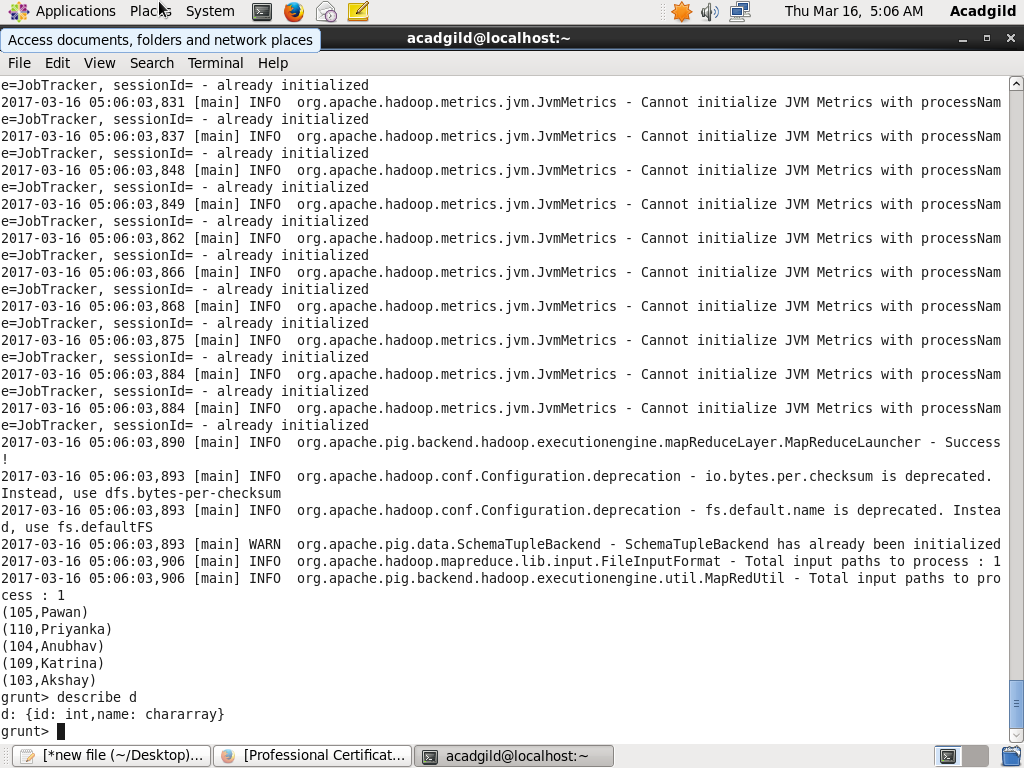 Applications Places System Thu Mar 16, 5:06 AM Acadgild
Access documents, folders and network places
acadgild@localhost:~
File Edit View Search Terminal Help
e=JobTracker, sessionId= - already initialized
2017-03-16 05:06:03,831 [main] INFO  org.apache.hadoop.metrics.jvm.JvmMetrics - Cannot initialize JVM Metrics with processNam
e=JobTracker, sessionId= - already initialized
2017-03-16 05:06:03,837 [main] INFO  org.apache.hadoop.metrics.jvm.JvmMetrics - Cannot initialize JVM Metrics with processNam
e=JobTracker, sessionId= - already initialized
2017-03-16 05:06:03,848 [main] INFO  org.apache.hadoop.metrics.jvm.JvmMetrics - Cannot initialize JVM Metrics with processNam
e=JobTracker, sessionId= - already initialized
2017-03-16 05:06:03,849 [main] INFO  org.apache.hadoop.metrics.jvm.JvmMetrics - Cannot initialize JVM Metrics with processNam
e=JobTracker, sessionId= - already initialized
2017-03-16 05:06:03,862 [main] INFO  org.apache.hadoop.metrics.jvm.JvmMetrics - Cannot initialize JVM Metrics with processNam
e=JobTracker, sessionId= - already initialized
2017-03-16 05:06:03,866 [main] INFO  org.apache.hadoop.metrics.jvm.JvmMetrics - Cannot initialize JVM Metrics with processNam
e=JobTracker, sessionId= - already initialized
2017-03-16 05:06:03,868 [main] INFO  org.apache.hadoop.metrics.jvm.JvmMetrics - Cannot initialize JVM Metrics with processNam
e=JobTracker, sessionId= - already initialized
2017-03-16 05:06:03,875 [main] INFO  org.apache.hadoop.metrics.jvm.JvmMetrics - Cannot initialize JVM Metrics with processNam
e=JobTracker, sessionId= - already initialized
2017-03-16 05:06:03,884 [main] INFO  org.apache.hadoop.metrics.jvm.JvmMetrics - Cannot initialize JVM Metrics with processNam
e=JobTracker, sessionId= - already initialized
2017-03-16 05:06:03,884 [main] INFO  org.apache.hadoop.metrics.jvm.JvmMetrics - Cannot initialize JVM Metrics with processNam
e=JobTracker, sessionId= - already initialized
2017-03-16 05:06:03,890 [main] INFO  org.apache.pig.backend.hadoop.executionengine.mapReduceLayer.MapReduceLauncher - Success
!
2017-03-16 05:06:03,893 [main] INFO  org.apache.hadoop.conf.Configuration.deprecation - io.bytes.per.checksum is deprecated.
Instead, use dfs.bytes-per-checksum
2017-03-16 05:06:03,893 [main] INFO  org.apache.hadoop.conf.Configuration.deprecation - fs.default.name is deprecated. Instea
d, use fs.defaultFS
2017-03-16 05:06:03,893 [main] WARN  org.apache.pig.data.SchemaTupleBackend - SchemaTupleBackend has already been initialized
2017-03-16 05:06:03,906 [main] INFO  org.apache.hadoop.mapreduce.lib.input.FileInputFormat - Total input paths to process : 1
2017-03-16 05:06:03,906 [main] INFO  org.apache.pig.backend.hadoop.executionengine.util.MapRedUtil - Total input paths to pro
cess : 1
(105,Pawan)
(110,Priyanka)
(104,Anubhav)
(109,Katrina)
(103,Akshay)
grunt> describe d
d: {id: int,name: chararray}
grunt>
[*new file (~/Desktop)... [Professional Certificat... acadgild@localhost:~